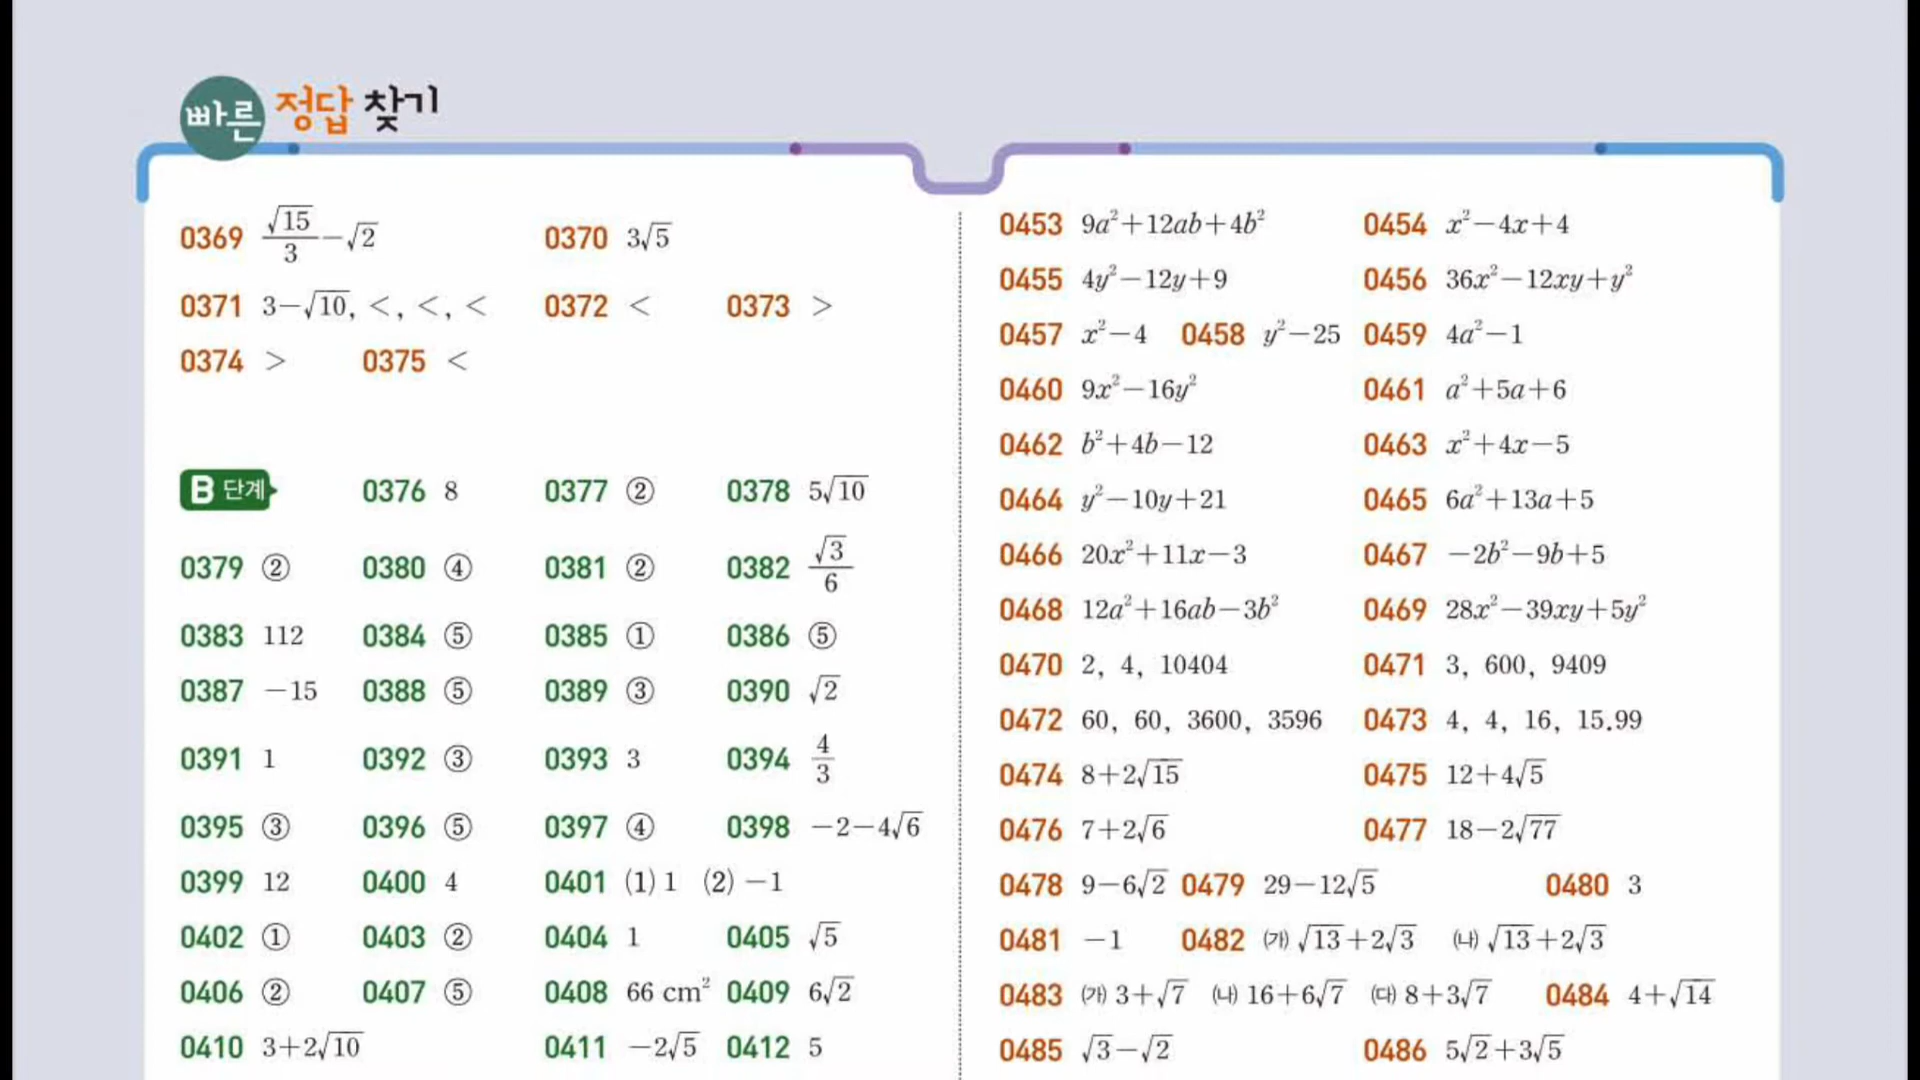 빠른 정답 찾기
0369 √15/3−√2 0370 3√5
0371 3−√10, <, <, < 0372 < 0373 >
0374 > 0375 <
B 단계 0376 8 0377 ② 0378 5√10
0379 ② 0380 ④ 0381 ② 0382 √3/6
0383 112 0384 ⑤ 0385 ① 0386 ⑤
0387 −15 0388 ⑤ 0389 ③ 0390 √2
0391 1 0392 ③ 0393 3 0394 4/3
0395 ③ 0396 ⑤ 0397 ④ 0398 −2−4√6
0399 12 0400 4 0401 (1) 1 (2) −1
0402 ① 0403 ② 0404 1 0405 √5
0406 ② 0407 ⑤ 0408 66 cm² 0409 6√2
0410 3+2√10 0411 −2√5 0412 5
0453 9a²+12ab+4b² 0454 x²−4x+4
0455 4y²−12y+9 0456 36x²−12xy+y²
0457 x²−4 0458 y²−25 0459 4a²−1
0460 9x²−16y² 0461 a²+5a+6
0462 b²+4b−12 0463 x²+4x−5
0464 y²−10y+21 0465 6a²+13a+5
0466 20x²+11x−3 0467 −2b²−9b+5
0468 12a²+16ab−3b² 0469 28x²−39xy+5y²
0470 2, 4, 10404 0471 3, 600, 9409
0472 60, 60, 3600, 3596 0473 4, 4, 16, 15.99
0474 8+2√15 0475 12+4√5
0476 7+2√6 0477 18−2√77
0478 9−6√2 0479 29−12√5 0480 3
0481 −1 0482 ㈎ √13+2√3 ㈏ √13+2√3
0483 ㈎ 3+√7 ㈏ 16+6√7 ㈐ 8+3√7 0484 4+√14
0485 √3−√2 0486 5√2+3√5